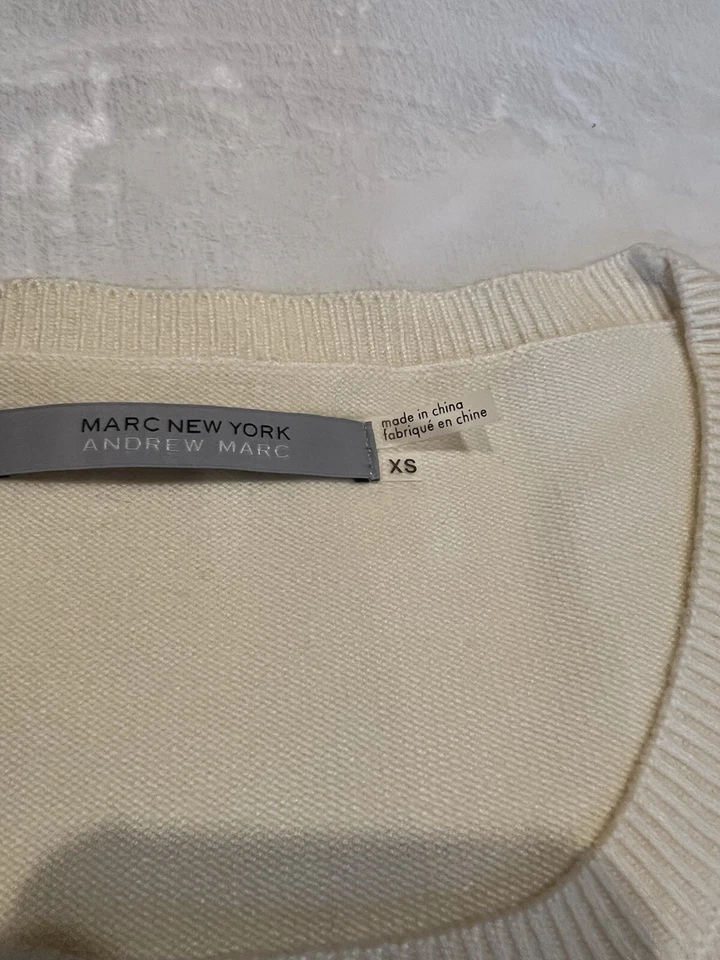 MARC NEW YORK
ANDREW MARC
made in china
fabriqué en chine
XS